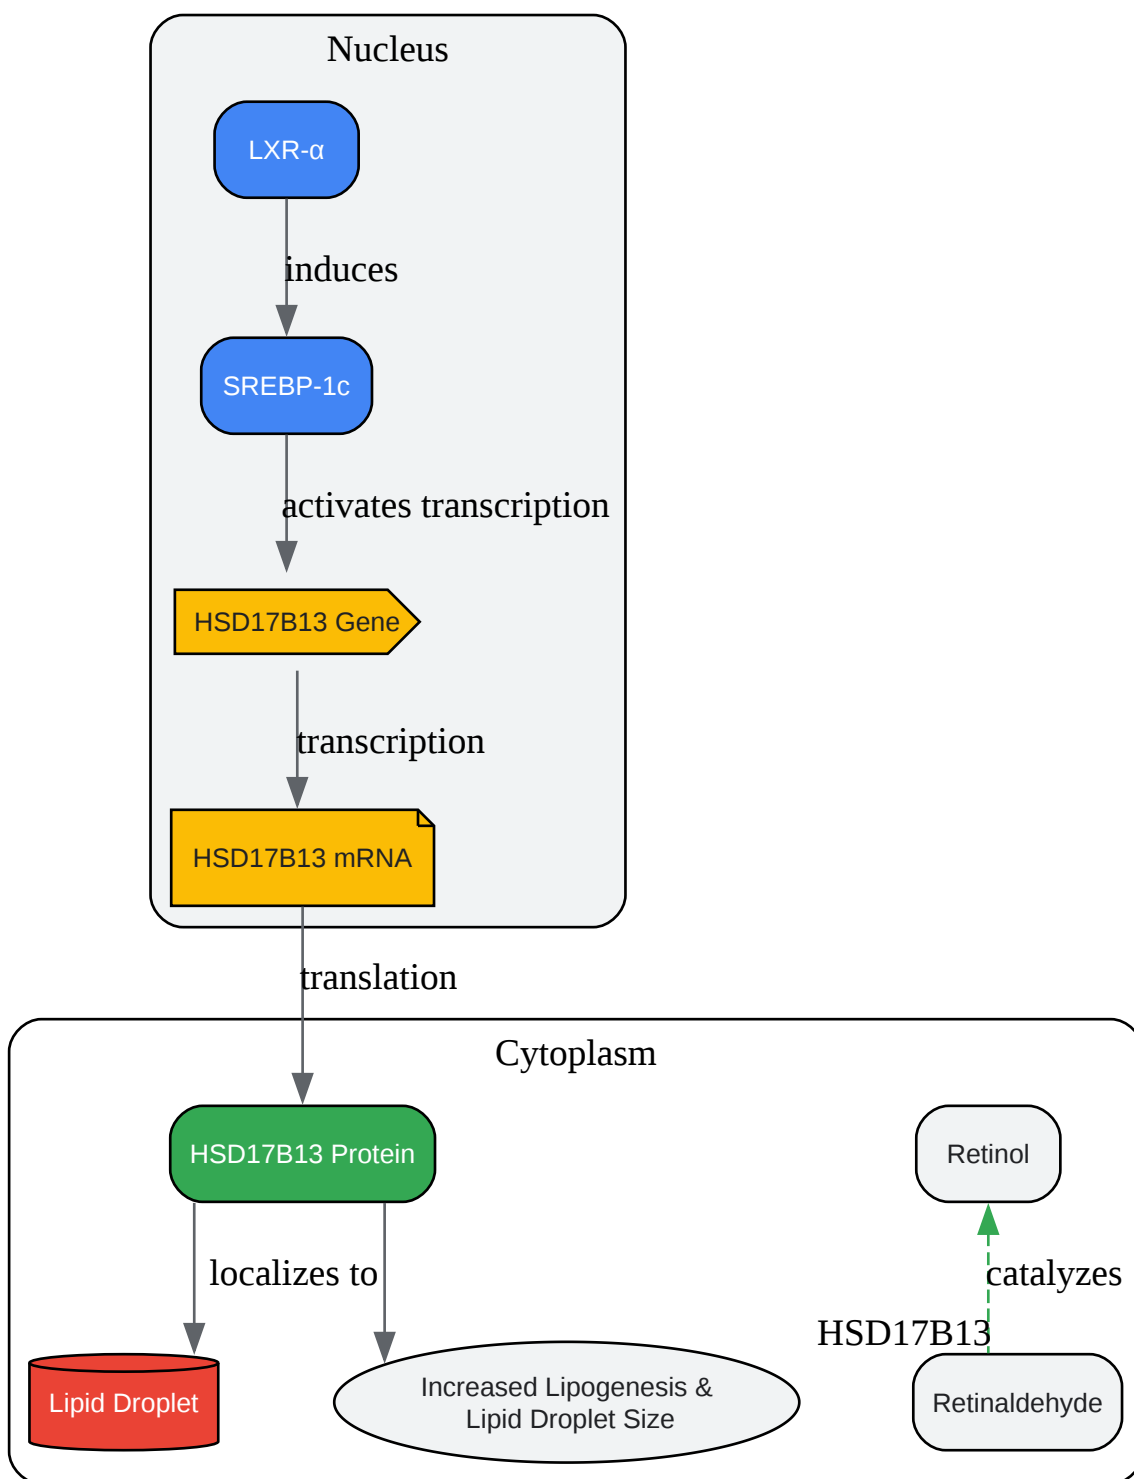 Nucleus
LXR-α
induces
SREBP-1c
activates transcription
HSD17B13 Gene
transcription
HSD17B13 mRNA
translation
Cytoplasm
HSD17B13 Protein
Retinol
localizes to
catalyzes
HSD17B13
Lipid Droplet
Increased Lipogenesis &
Lipid Droplet Size
Retinaldehyde